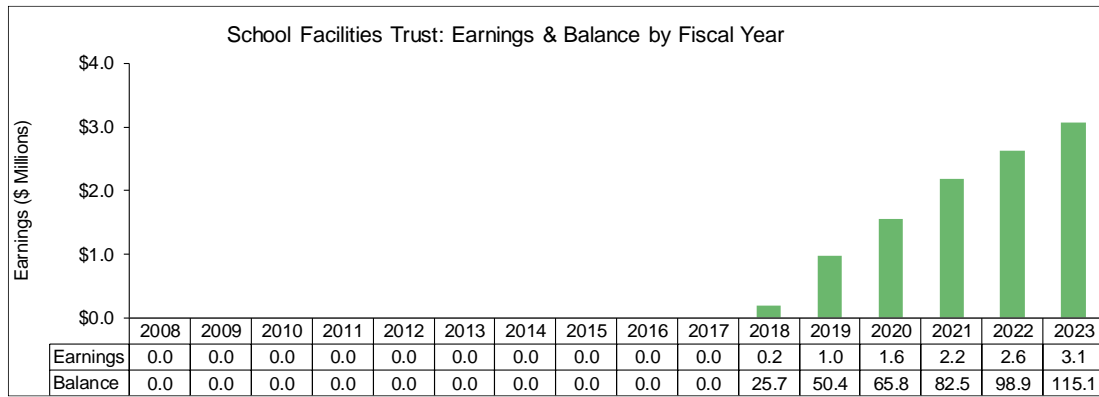 School Facilities Trust: Earnings & Balance by Fiscal Year
Earnings ($ Millions)
$4.0
$3.0
$2.0
$1.0
$0.0
2008 2009 2010 2011 2012 2013 2014 2015 2016 2017 2018 2019 2020 2021 2022 2023
Earnings 0.0 0.0 0.0 0.0 0.0 0.0 0.0 0.0 0.0 0.0 0.2 1.0 1.6 2.2 2.6 3.1
Balance 0.0 0.0 0.0 0.0 0.0 0.0 0.0 0.0 0.0 0.0 25.7 50.4 65.8 82.5 98.9 115.1